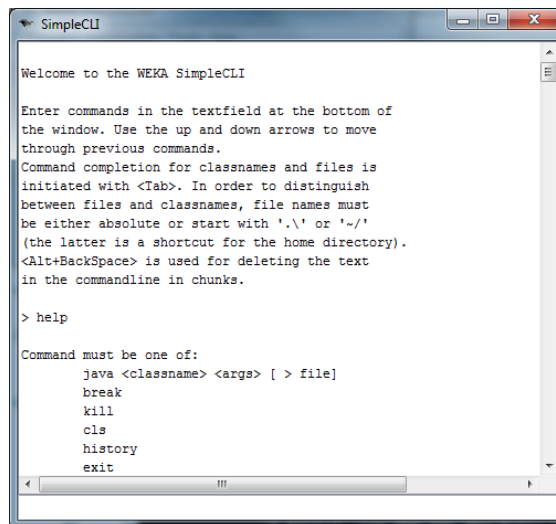 SimpleCLI
Welcome to the WEKA SimpleCLI
Enter commands in the textfield at the bottom of
the window. Use the up and down arrows to move
through previous commands.
Command completion for classnames and files is
initiated with <Tab>. In order to distinguish
between files and classnames, file names must
be either absolute or start with '.\' or '~/'
(the latter is a shortcut for the home directory).
<Alt+BackSpace> is used for deleting the text
in the commandline in chunks.
> help
Command must be one of:
java <classname> <args> [ > file]
break
kill
cls
history
exit